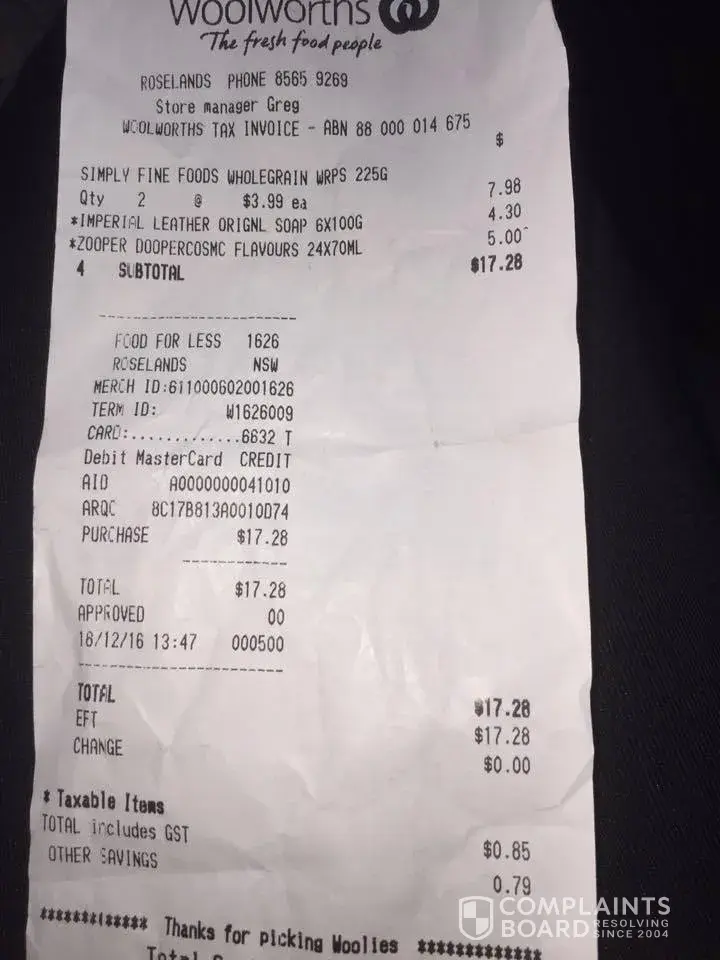 Woolworths
The fresh food people
ROSELANDS PHONE 8565 9269
Store manager Greg
WOOLWORTHS TAX INVOICE - ABN 88 000 014 675
$
SIMPLY FINE FOODS WHOLEGRAIN WRPS 225G
Qty 2 @ $3.99 ea 7.98
*IMPERIAL LEATHER ORIGNL SOAP 6X100G 4.30
*ZOOPER DOOPERCOSMC FLAVOURS 24X70ML 5.00
4 SUBTOTAL $17.28
--------------------
FOOD FOR LESS 1626
ROSELANDS NSW
MERCH ID:611000602001626
TERM ID: W1626009
CARD:.............6632 T
Debit MasterCard CREDIT
AID A0000000041010
ARQC 8C17B813A0010D74
PURCHASE $17.28
----------
TOTAL $17.28
APPROVED 00
18/12/16 13:47 000500
--------------------
TOTAL $17.28
EFT $17.28
CHANGE $0.00
* Taxable Items
TOTAL includes GST $0.85
OTHER SAVINGS 0.79
************* Thanks for picking Woolies *************
Total
COMPLAINTS
BOARD RESOLVING
SINCE 2004